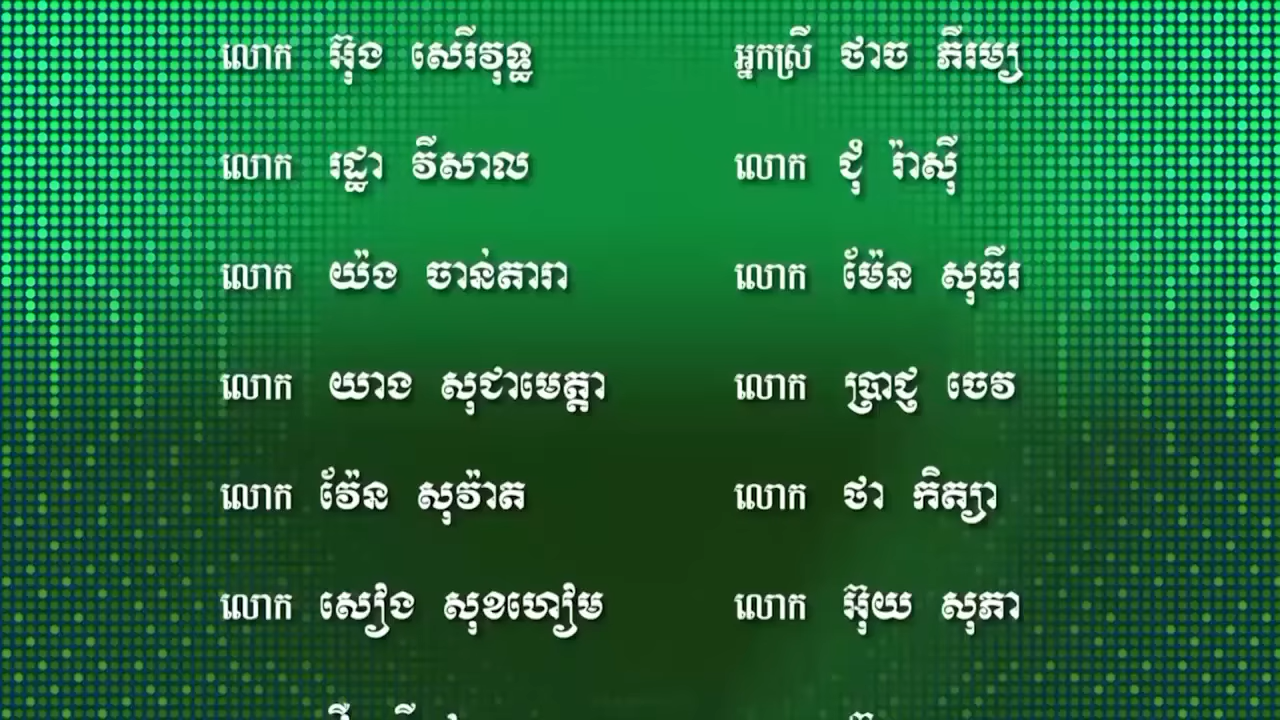 លោក អ៊ុង សេរីវុទ្ធ អ្នកស្រី ថាច ភិរម្យ
លោក រដ្ឋា វីសាល លោក ជុំ រ៉ាស៊ី
លោក យ៉ង ចាន់តារា លោក ម៉ែន សុធីរ
លោក យាង សុជាមេត្តា លោក ប្រាជ្ញ ចេវ
លោក វ៉ែន សុវ៉ាត លោក ថា កិត្យា
លោក សៀង សុខហៀម លោក អ៊ុយ សុភា